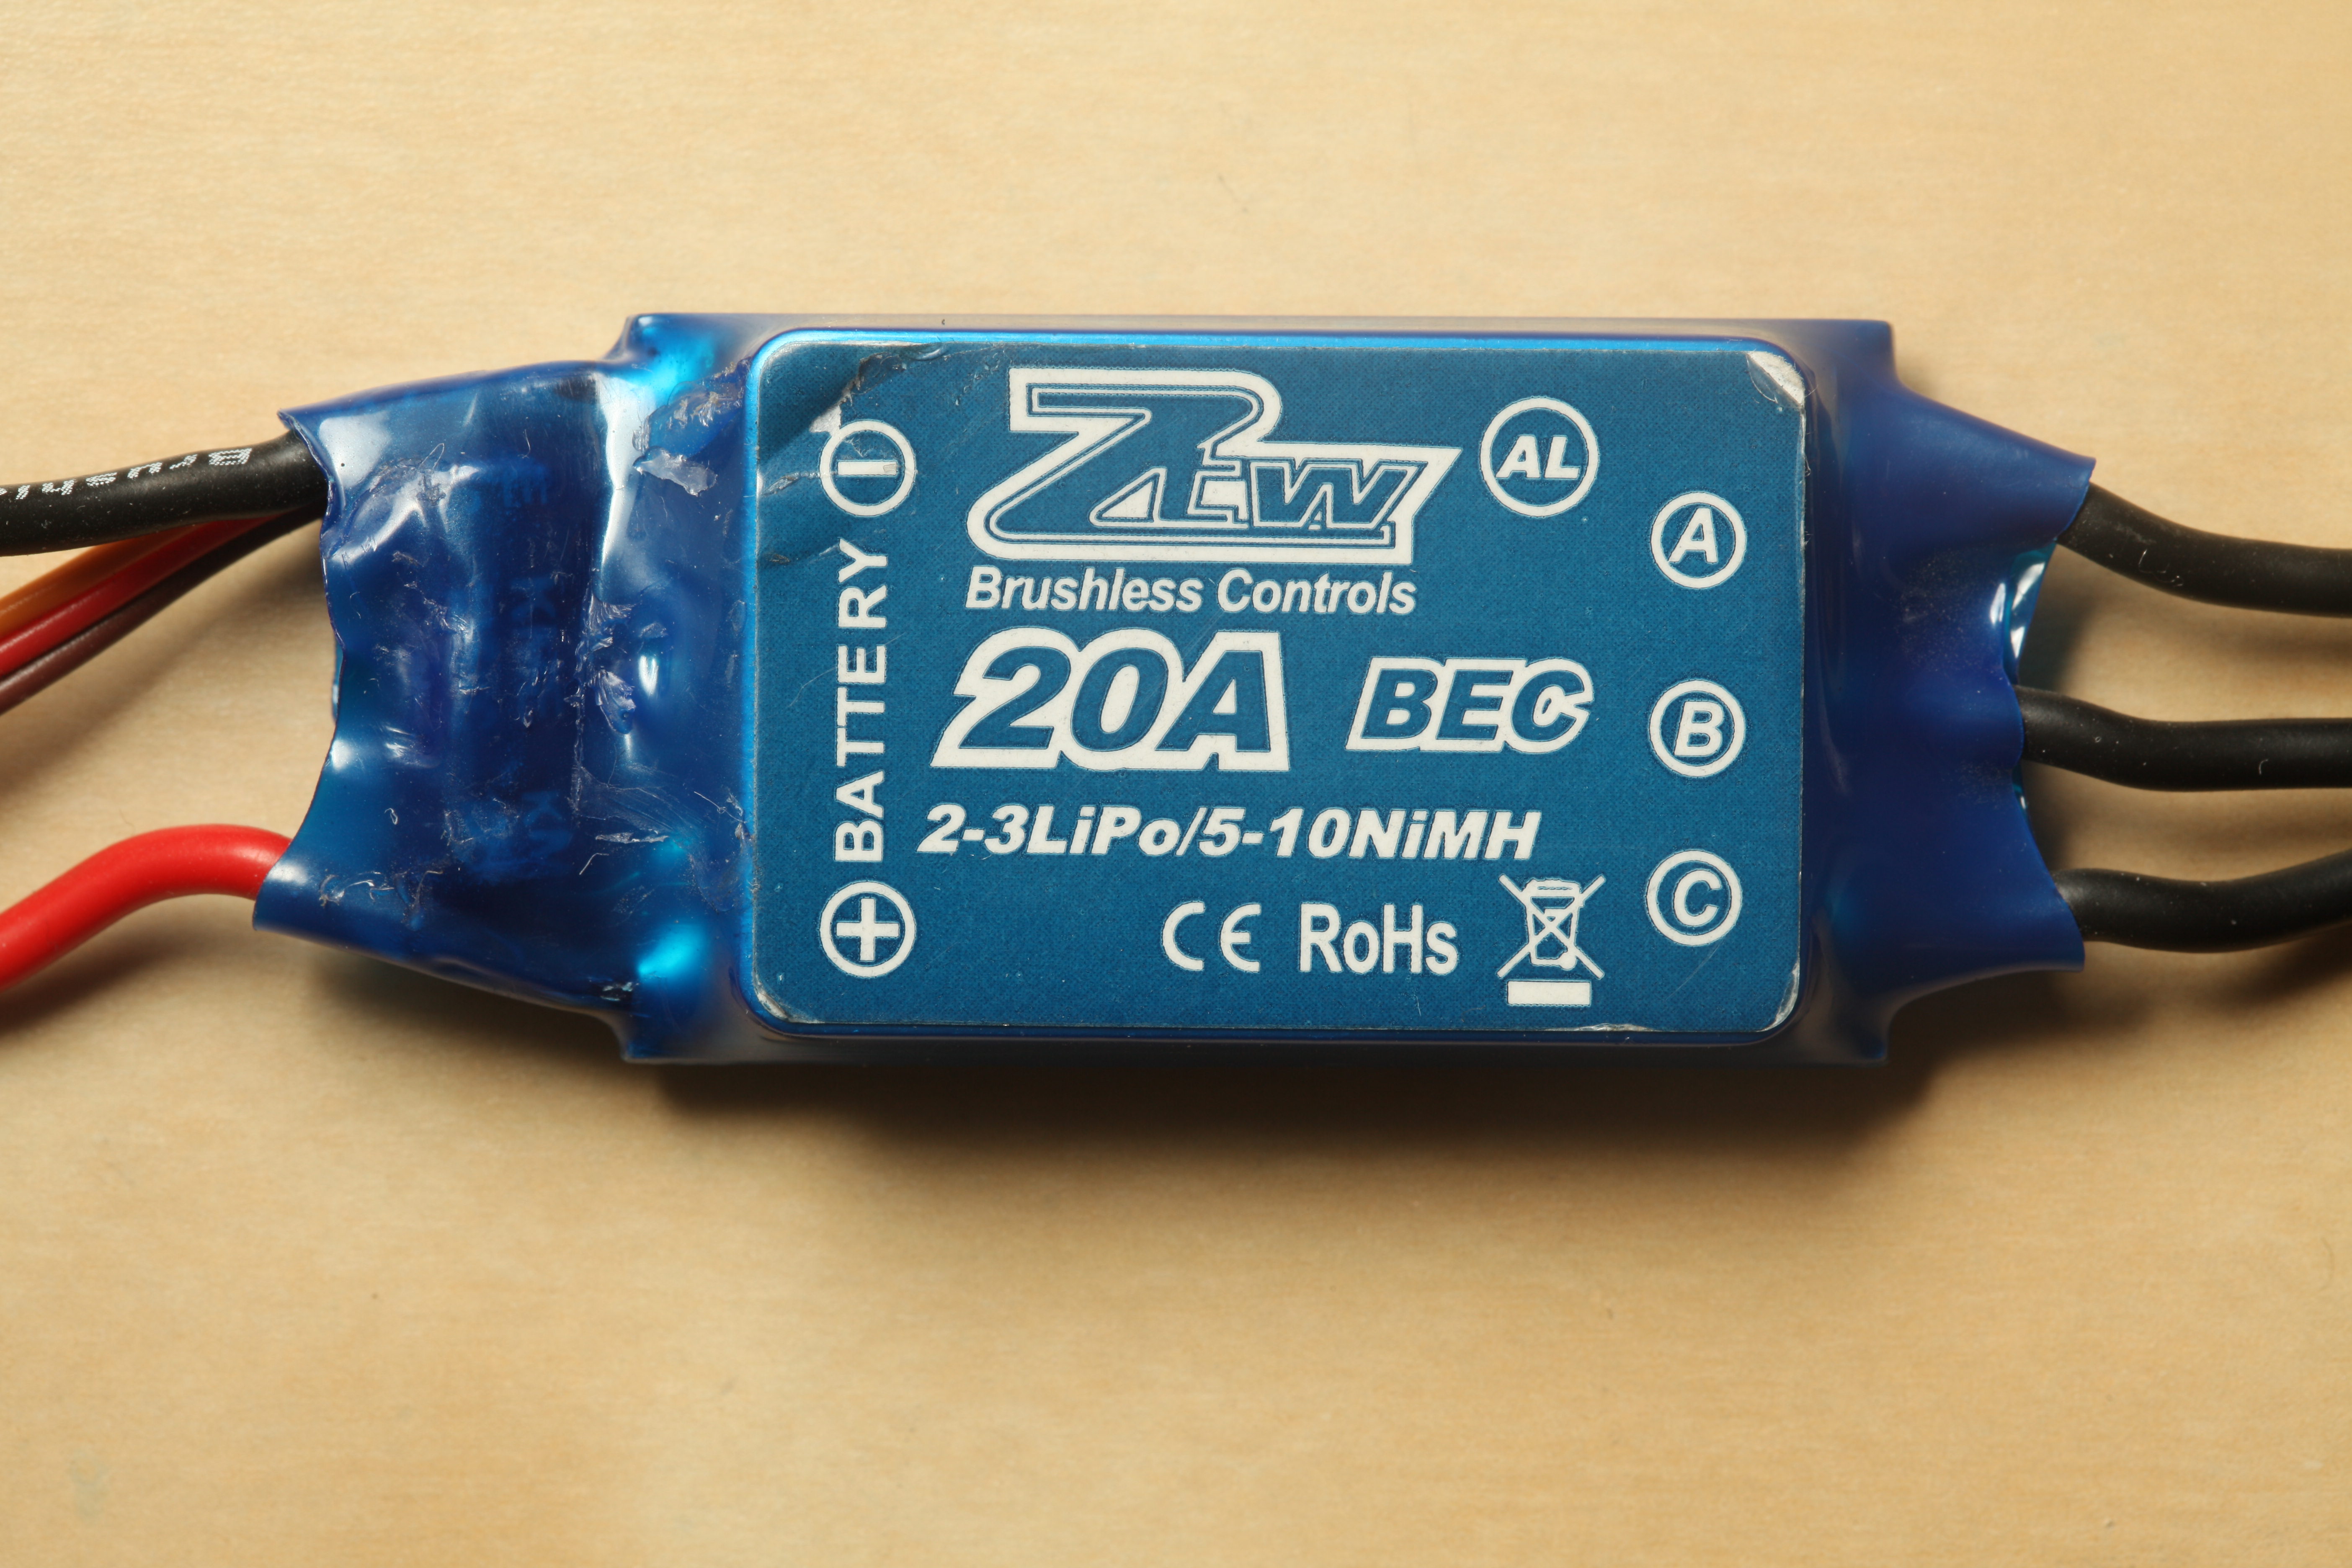 ZTW
AL
A
Brushless Controls
BATTERY
20A BEC
B
2-3LiPo/5-10NiMH
C
CE RoHs